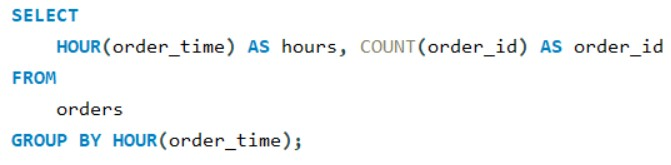 SELECT
    HOUR(order_time) AS hours, COUNT(order_id) AS order_id
FROM
    orders
GROUP BY HOUR(order_time);